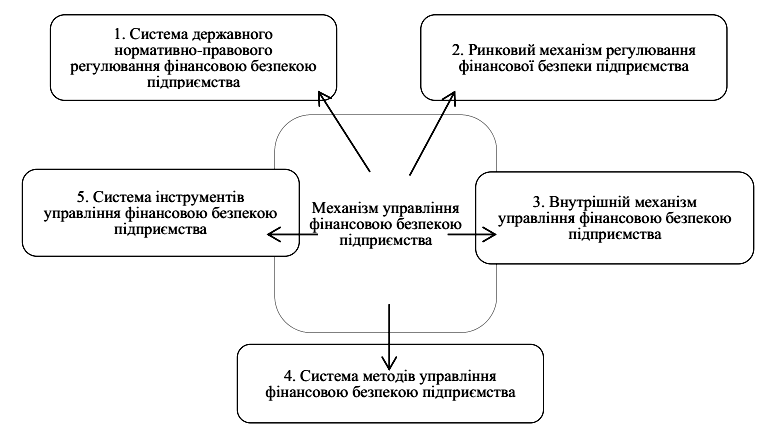 1. Система державного
нормативно-правового
регулювання фінансовою безпекою
підприємства
2. Ринковий механізм регулювання
фінансової безпеки підприємства
5. Система інструментів
управління фінансовою безпекою
підприємства
Механізм управління
фінансовою безпекою
підприємства
3. Внутрішній механізм
управління фінансовою безпекою
підприємства
4. Система методів управління
фінансовою безпекою підприємства